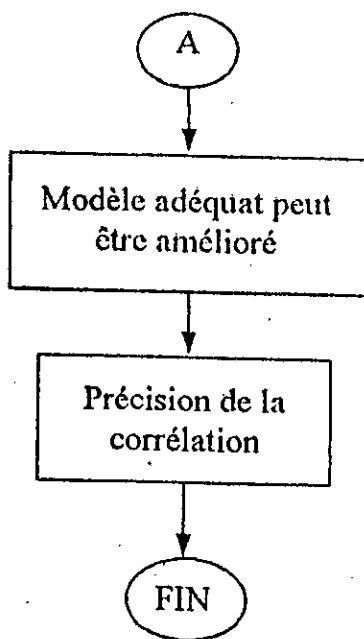 A
Modèle adéquat peut
être amélioré
Précision de la
corrélation
FIN